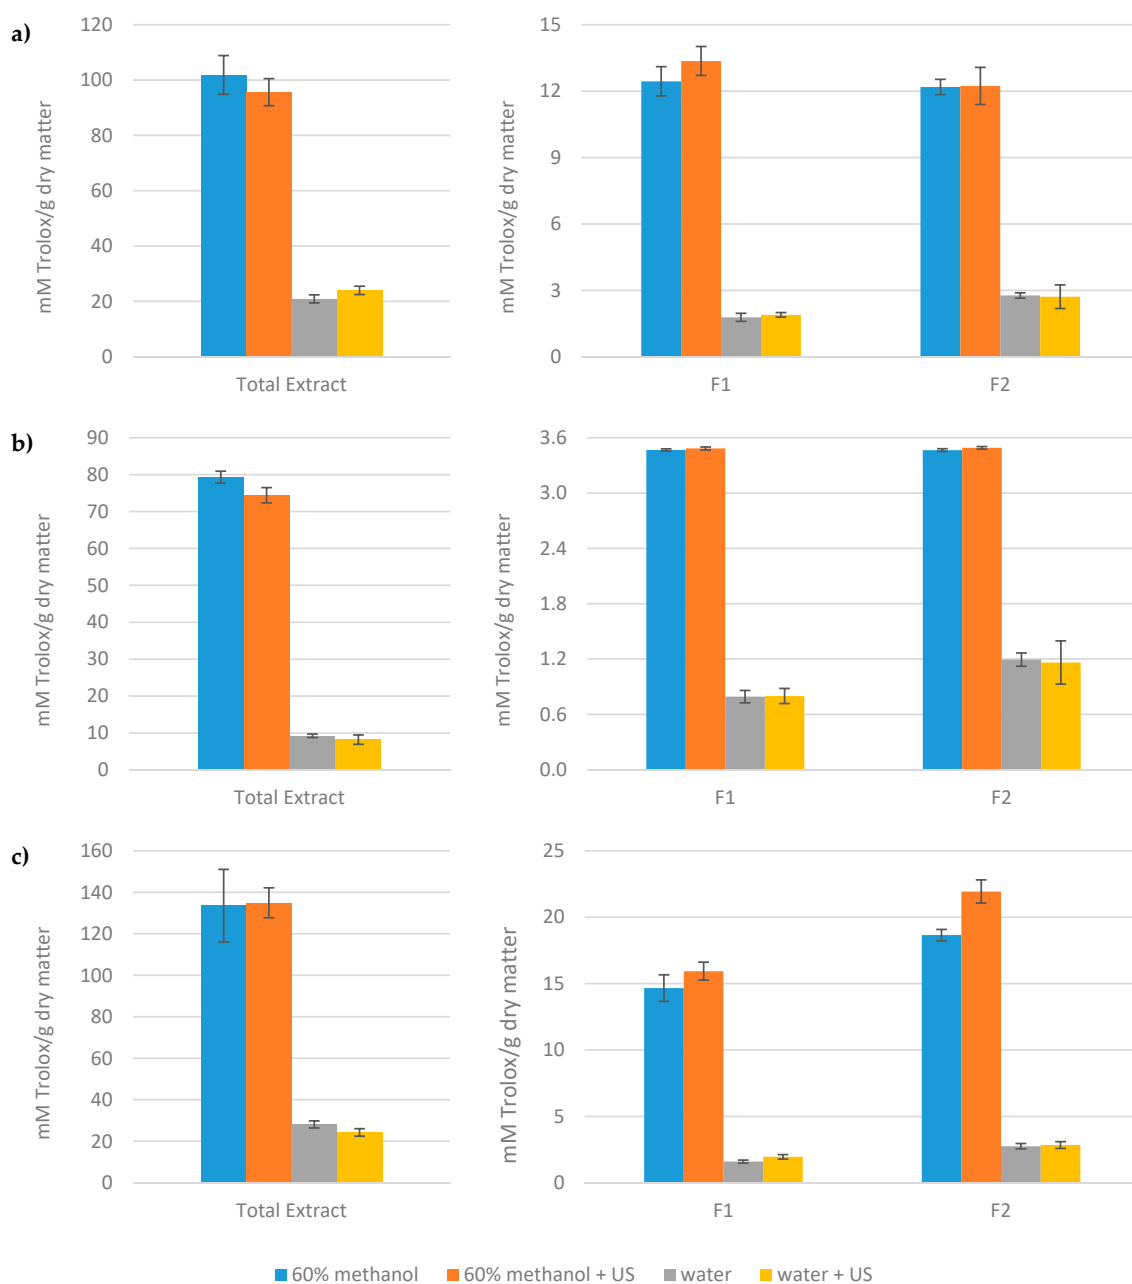 a)
mM Trolox/g dry matter
120
100
80
60
40
20
0
Total Extract
mM Trolox/g dry matter
15
12
9
6
3
0
F1 F2
b)
mM Trolox/g dry matter
90
80
70
60
50
40
30
20
10
0
Total Extract
mM Trolox/g dry matter
3.6
3.0
2.4
1.8
1.2
0.6
0.0
F1 F2
c)
mM Trolox/g dry matter
160
140
120
100
80
60
40
20
0
Total Extract
mM Trolox/g dry matter
25
20
15
10
5
0
F1 F2
60% methanol 60% methanol + US water water + US